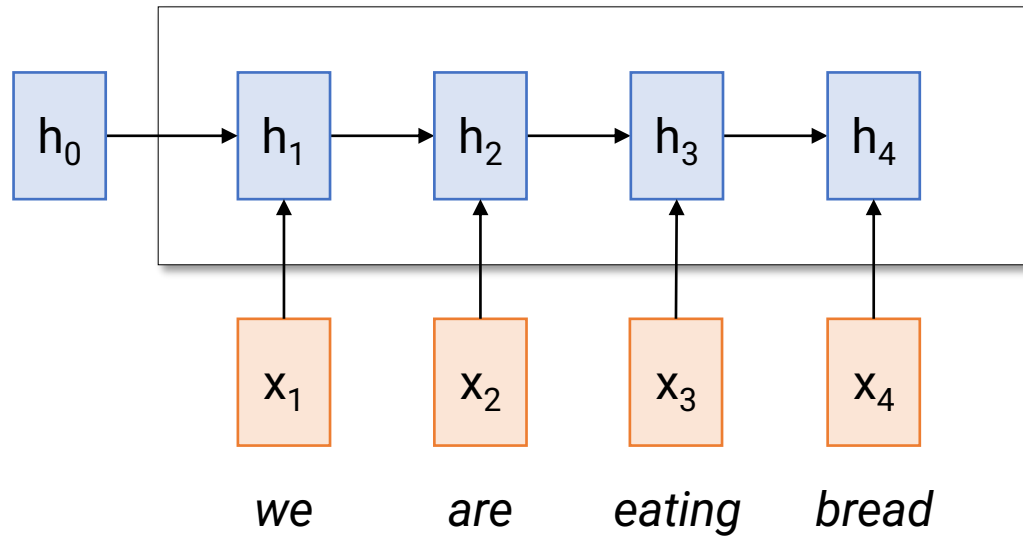 h₀ h₁ h₂ h₃ h₄
x₁ x₂ x₃ x₄
we are eating bread